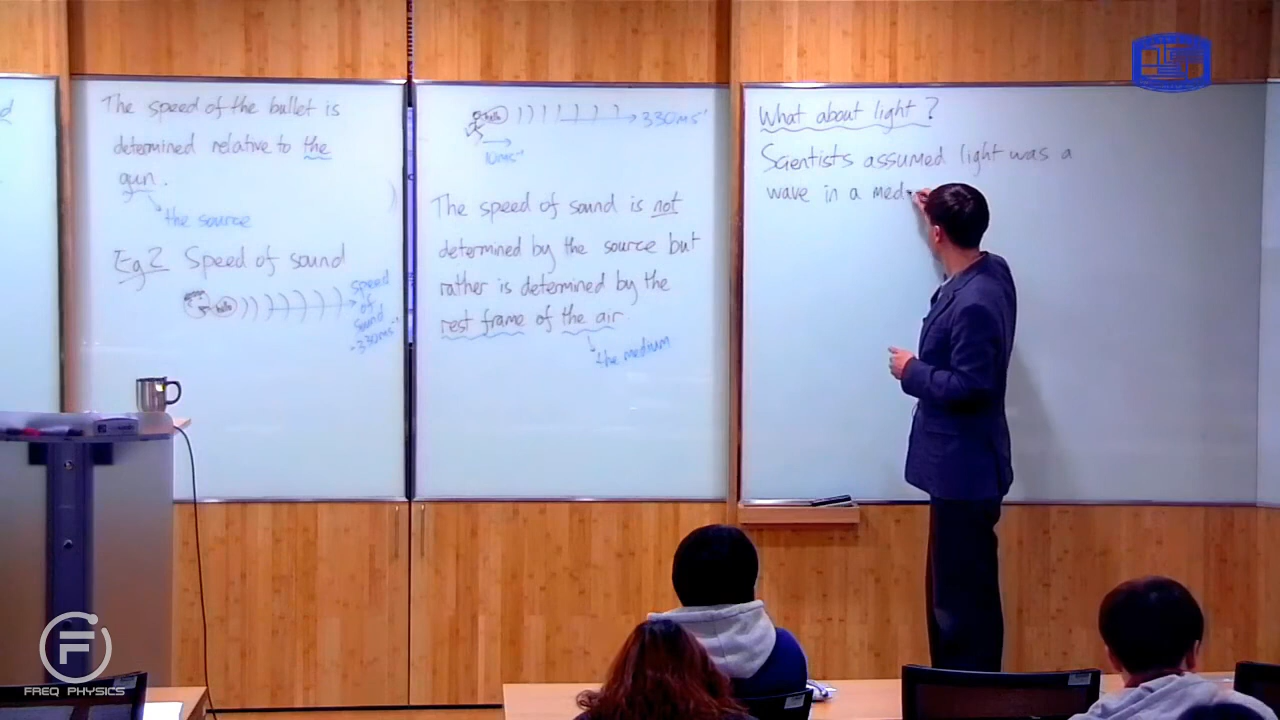 The speed of the bullet is
determined relative to the
gun.
the source
Eg 2 Speed of sound
hello
speed
of
sound
~330ms⁻¹
hello
330ms⁻¹
10ms⁻¹
The speed of sound is not
determined by the source but
rather is determined by the
rest frame of the air.
the medium
What about light?
Scientists assumed light was a
wave in a med
FREQ PHYSICS